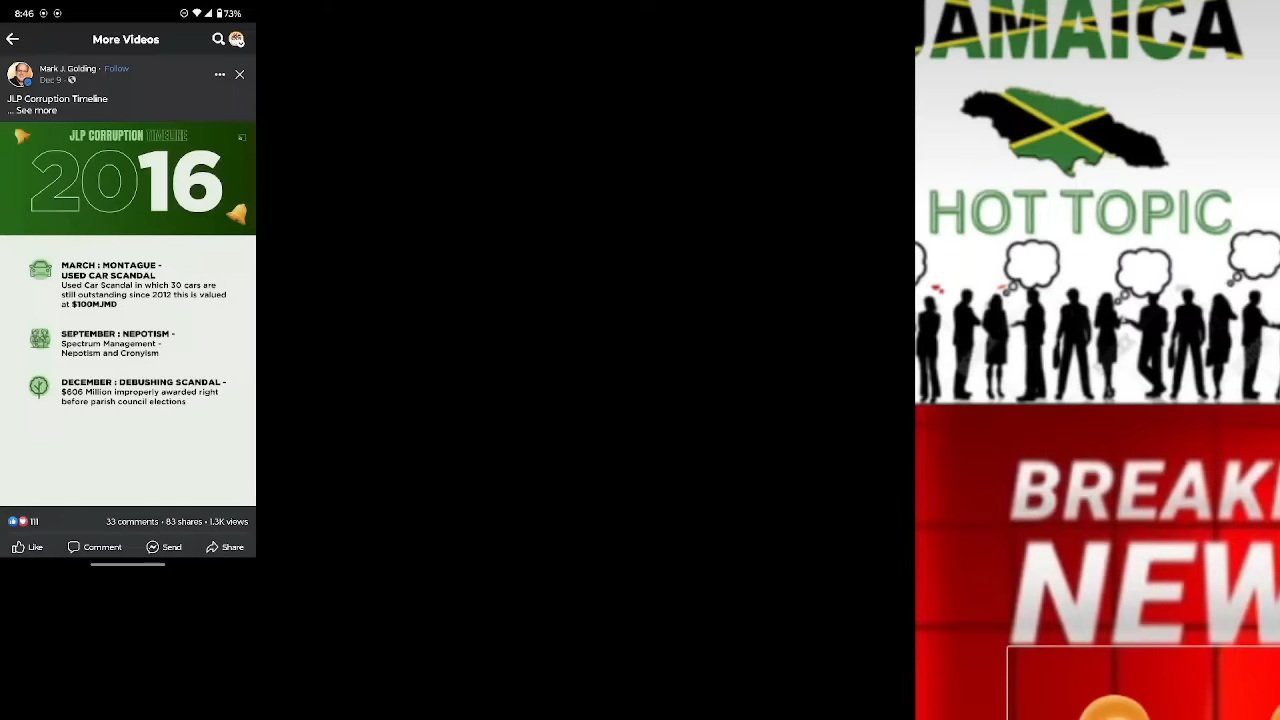 8:46
73%
More Videos
Mark J. Golding · Follow
Dec 9 ·
JLP Corruption Timeline
... See more
JLP CORRUPTION TIMELINE
2016
MARCH : MONTAGUE -
USED CAR SCANDAL
Used Car Scandal in which 30 cars are
still outstanding since 2012 this is valued
at $100MJMD
SEPTEMBER : NEPOTISM -
Spectrum Management -
Nepotism and Cronyism
DECEMBER : DEBUSHING SCANDAL -
$606 Million improperly awarded right
before parish council elections
111
33 comments · 83 shares · 1.3K views
Like
Comment
Send
Share
JAMAICA
HOT TOPIC
BREAK
NEW